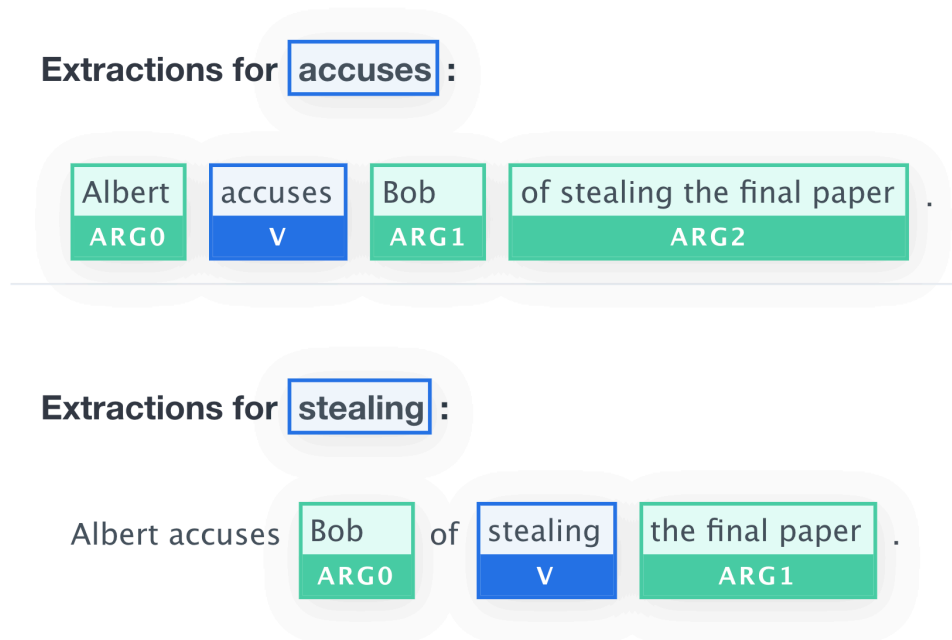 Extractions for accuses :
Albert accuses Bob of stealing the final paper .
ARG0 V ARG1 ARG2
Extractions for stealing :
Albert accuses Bob of stealing the final paper .
ARG0 V ARG1